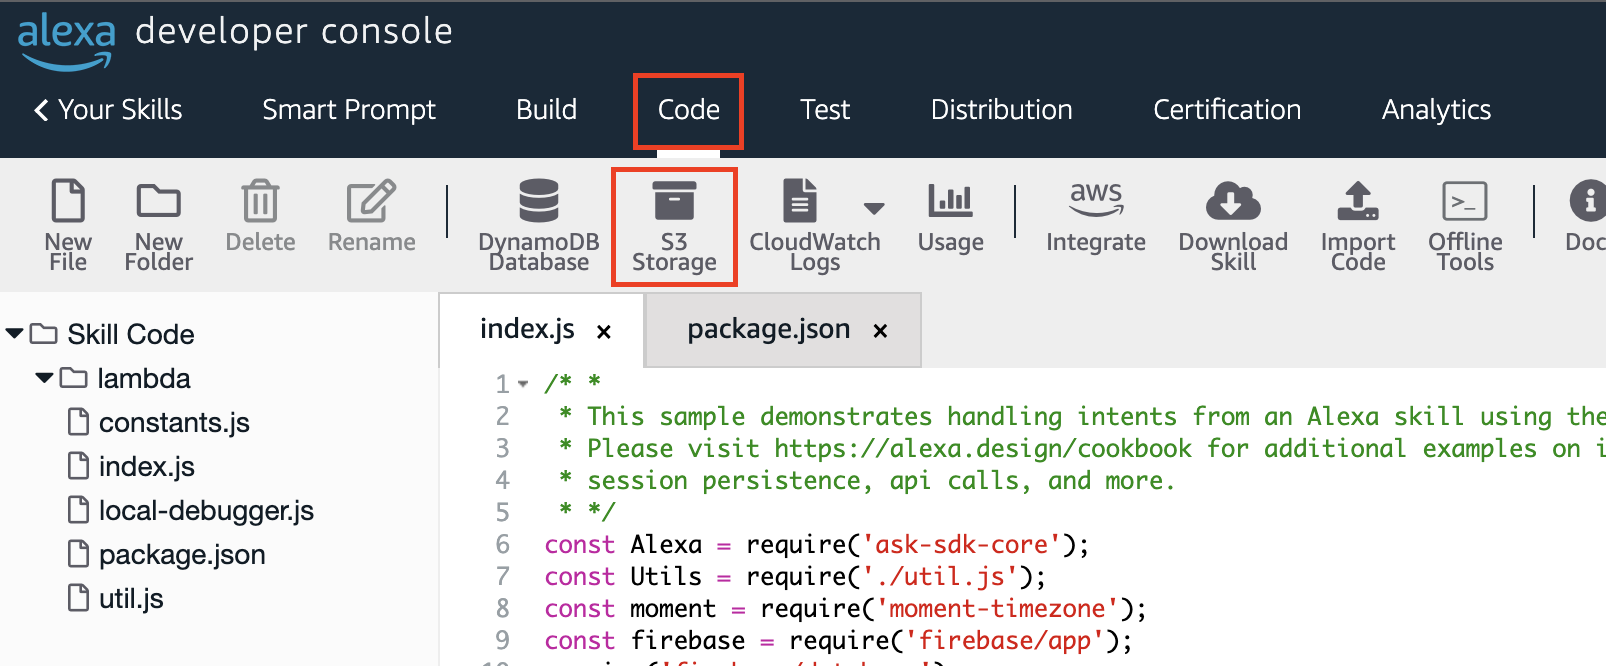 alexa developer console
Your Skills Smart Prompt Build Code Test Distribution Certification Analytics
New File
New Folder
Delete
Rename
DynamoDB Database
S3 Storage
CloudWatch Logs
Usage
aws Integrate
Download Skill
Import Code
>_ Offline Tools
Doc
Skill Code
lambda
constants.js
index.js
local-debugger.js
package.json
util.js
index.js × package.json ×
1 /* *
2 * This sample demonstrates handling intents from an Alexa skill using the
3 * Please visit https://alexa.design/cookbook for additional examples on i
4 * session persistence, api calls, and more.
5 * */
6 const Alexa = require('ask-sdk-core');
7 const Utils = require('./util.js');
8 const moment = require('moment-timezone');
9 const firebase = require('firebase/app');